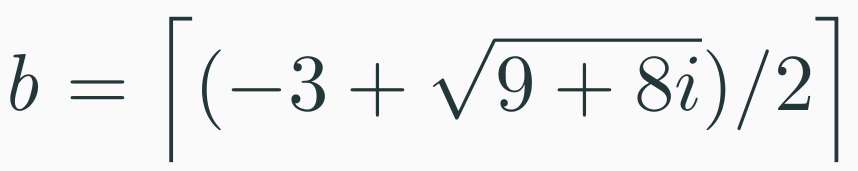 b = ⌈(−3 + √(9 + 8i))/2⌉